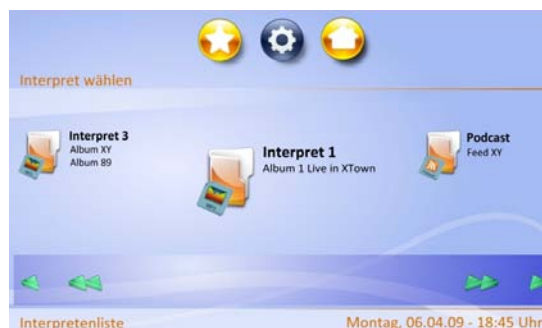 Interpret wählen
Interpret 3
Album XY
Album 89
Interpret 1
Album 1 Live in XTown
Podcast
Feed XY
Interpretenliste
Montag, 06.04.09 - 18:45 Uhr